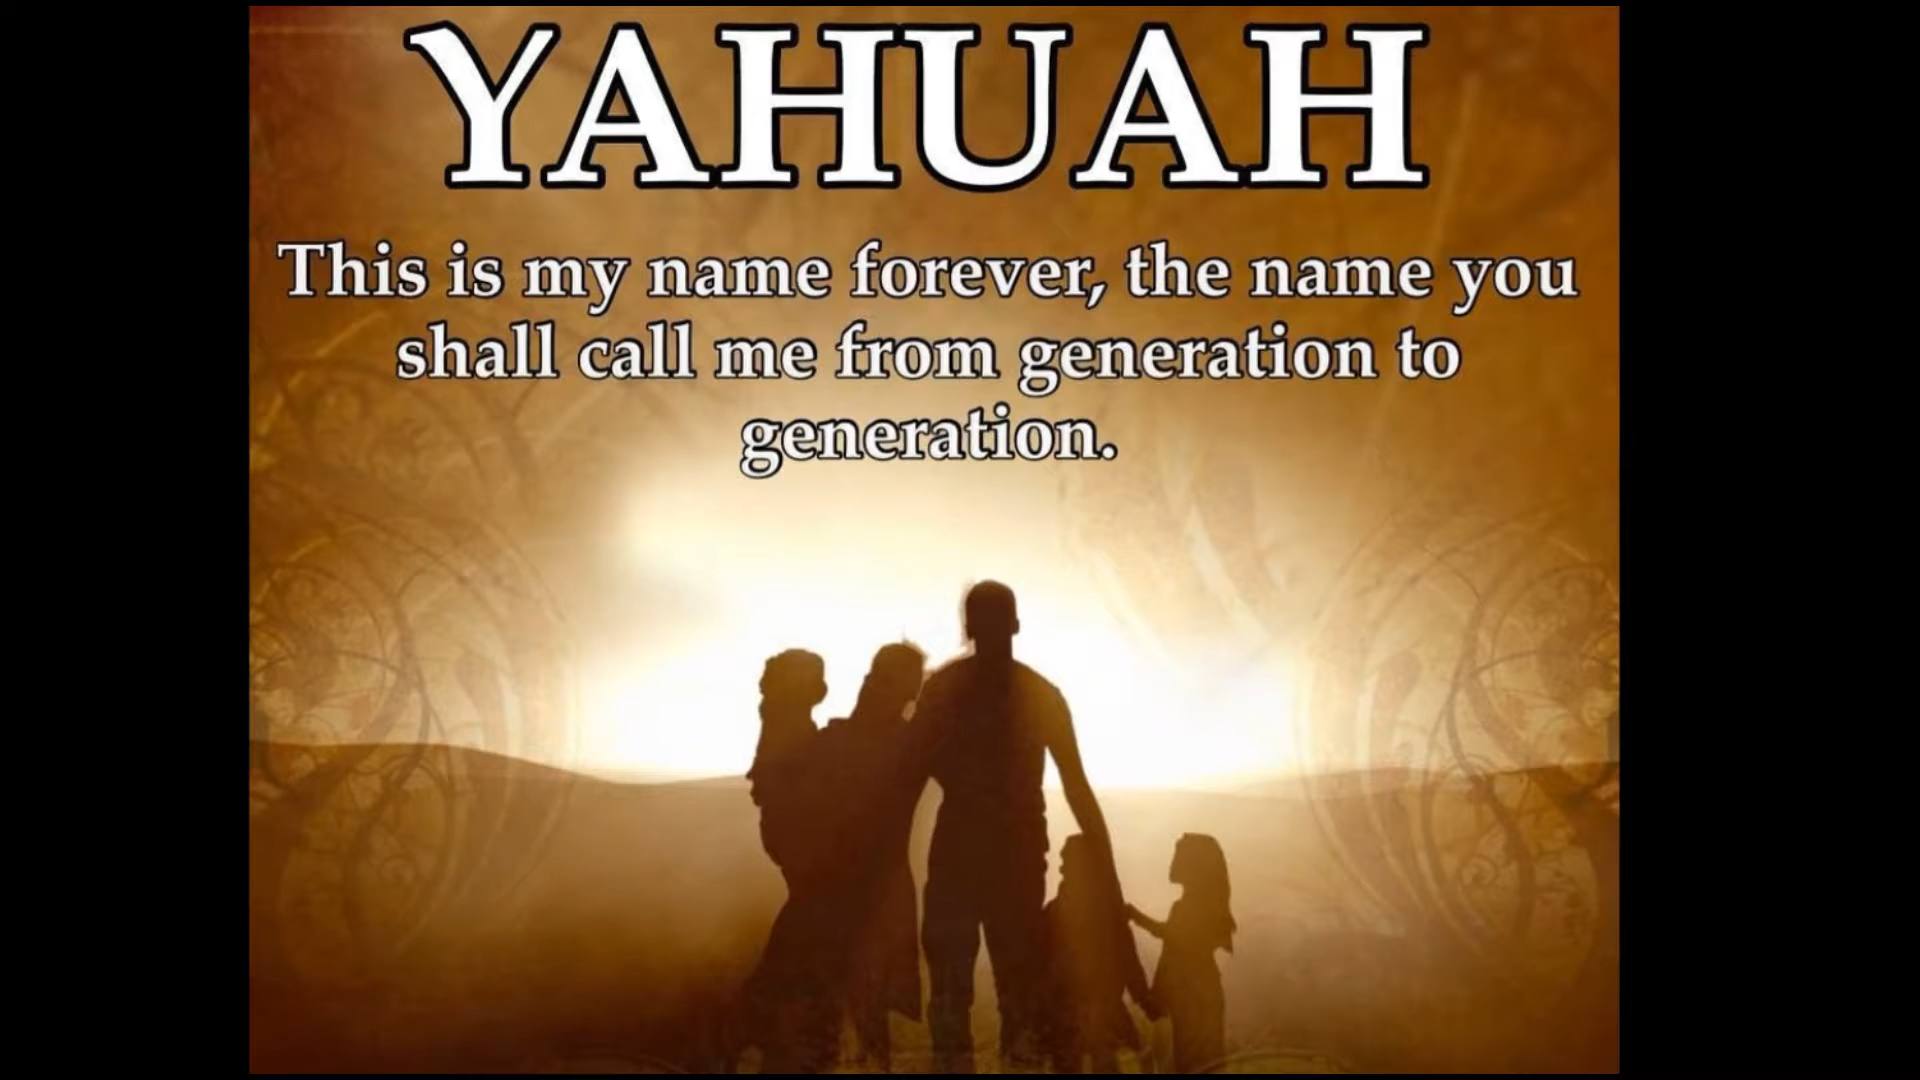 YAHUAH
This is my name forever, the name you
shall call me from generation to
generation.